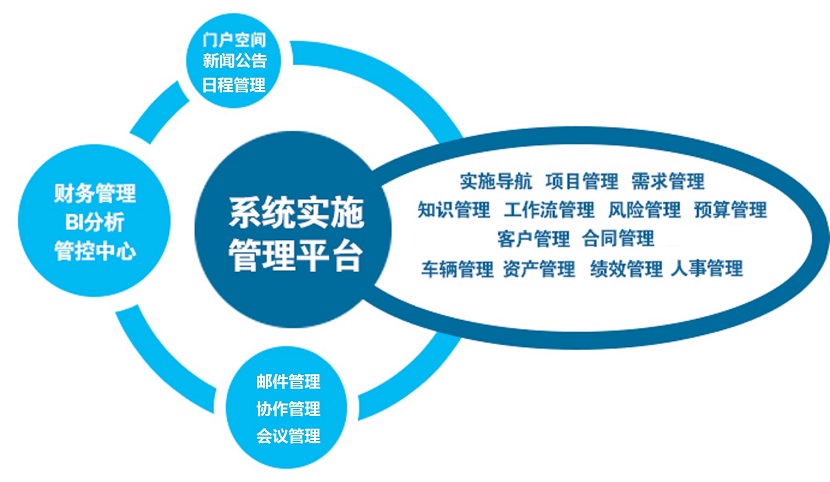 门户空间
新闻公告
日程管理
财务管理
BI分析
管控中心
系统实施
管理平台
实施导航 项目管理 需求管理
知识管理 工作流管理 风险管理 预算管理
客户管理 合同管理
车辆管理 资产管理 绩效管理 人事管理
邮件管理
协作管理
会议管理